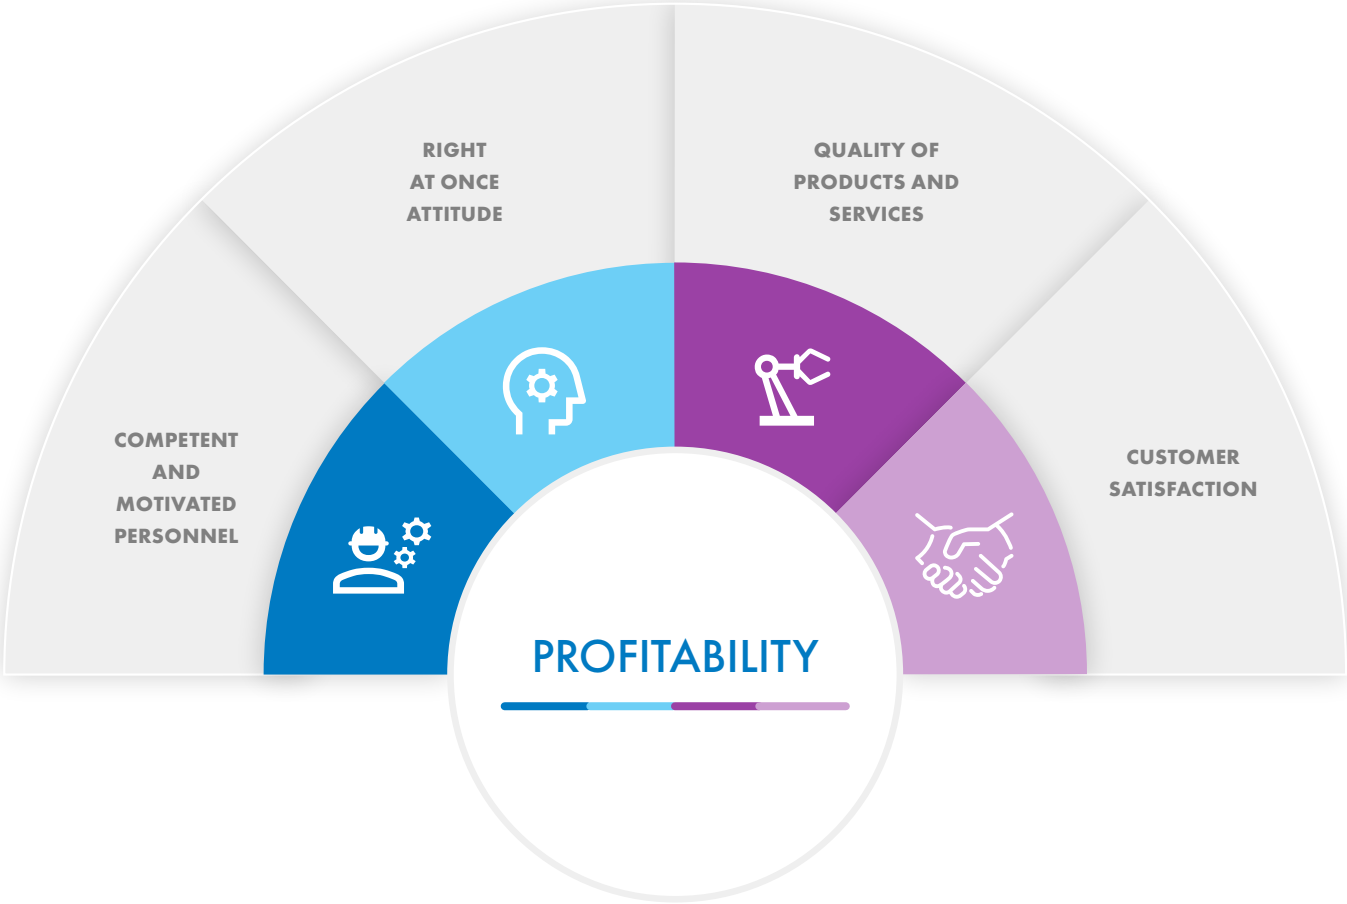 RIGHT
AT ONCE
ATTITUDE
QUALITY OF
PRODUCTS AND
SERVICES
COMPETENT
AND
MOTIVATED
PERSONNEL
CUSTOMER
SATISFACTION
PROFITABILITY